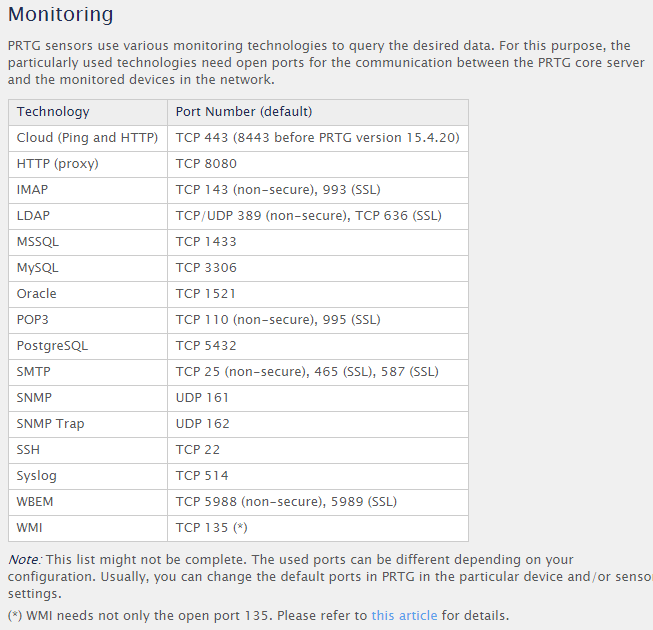 Monitoring
PRTG sensors use various monitoring technologies to query the desired data. For this purpose, the
particularly used technologies need open ports for the communication between the PRTG core server
and the monitored devices in the network.
Technology Port Number (default)
Cloud (Ping and HTTP) TCP 443 (8443 before PRTG version 15.4.20)
HTTP (proxy) TCP 8080
IMAP TCP 143 (non-secure), 993 (SSL)
LDAP TCP/UDP 389 (non-secure), TCP 636 (SSL)
MSSQL TCP 1433
MySQL TCP 3306
Oracle TCP 1521
POP3 TCP 110 (non-secure), 995 (SSL)
PostgreSQL TCP 5432
SMTP TCP 25 (non-secure), 465 (SSL), 587 (SSL)
SNMP UDP 161
SNMP Trap UDP 162
SSH TCP 22
Syslog TCP 514
WBEM TCP 5988 (non-secure), 5989 (SSL)
WMI TCP 135 (*)
Note: This list might not be complete. The used ports can be different depending on your
configuration. Usually, you can change the default ports in PRTG in the particular device and/or senso
settings.
(*) WMI needs not only the open port 135. Please refer to this article for details.